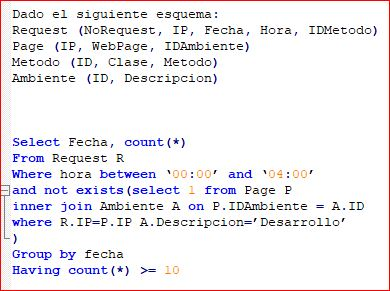 Dado el siguiente esquema:
Request (NoRequest, IP, Fecha, Hora, IDMetodo)
Page (IP, WebPage, IDAmbiente)
Metodo (ID, Clase, Metodo)
Ambiente (ID, Descripcion)
Select Fecha, count(*)
From Request R
Where hora between ‘00:00’ and ‘04:00’
and not exists(select 1 from Page P
inner join Ambiente A on P.IDAmbiente = A.ID
where R.IP=P.IP A.Descripcion=’Desarrollo’
)
Group by fecha
Having count(*) >= 10